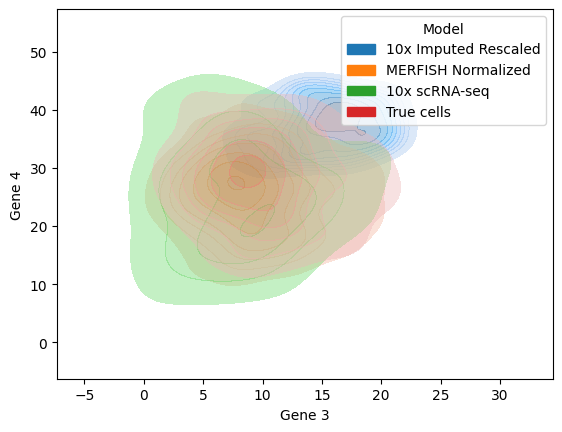 Model
10x Imputed Rescaled
MERFISH Normalized
10x scRNA-seq
True cells
Gene 4
50
40
30
20
10
0
−5
0
5
10
15
20
25
30
Gene 3